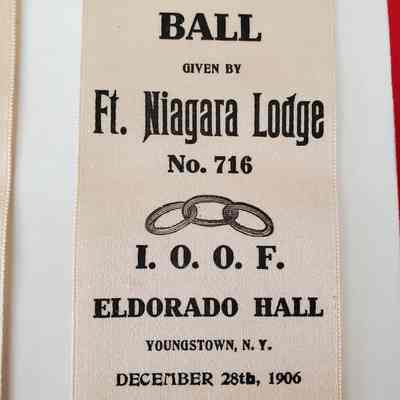 BALL
GIVEN BY
Ft. Niagara Lodge
No. 716
I. O. O. F.
ELDORADO HALL
YOUNGSTOWN, N. Y.
DECEMBER 28th, 1906